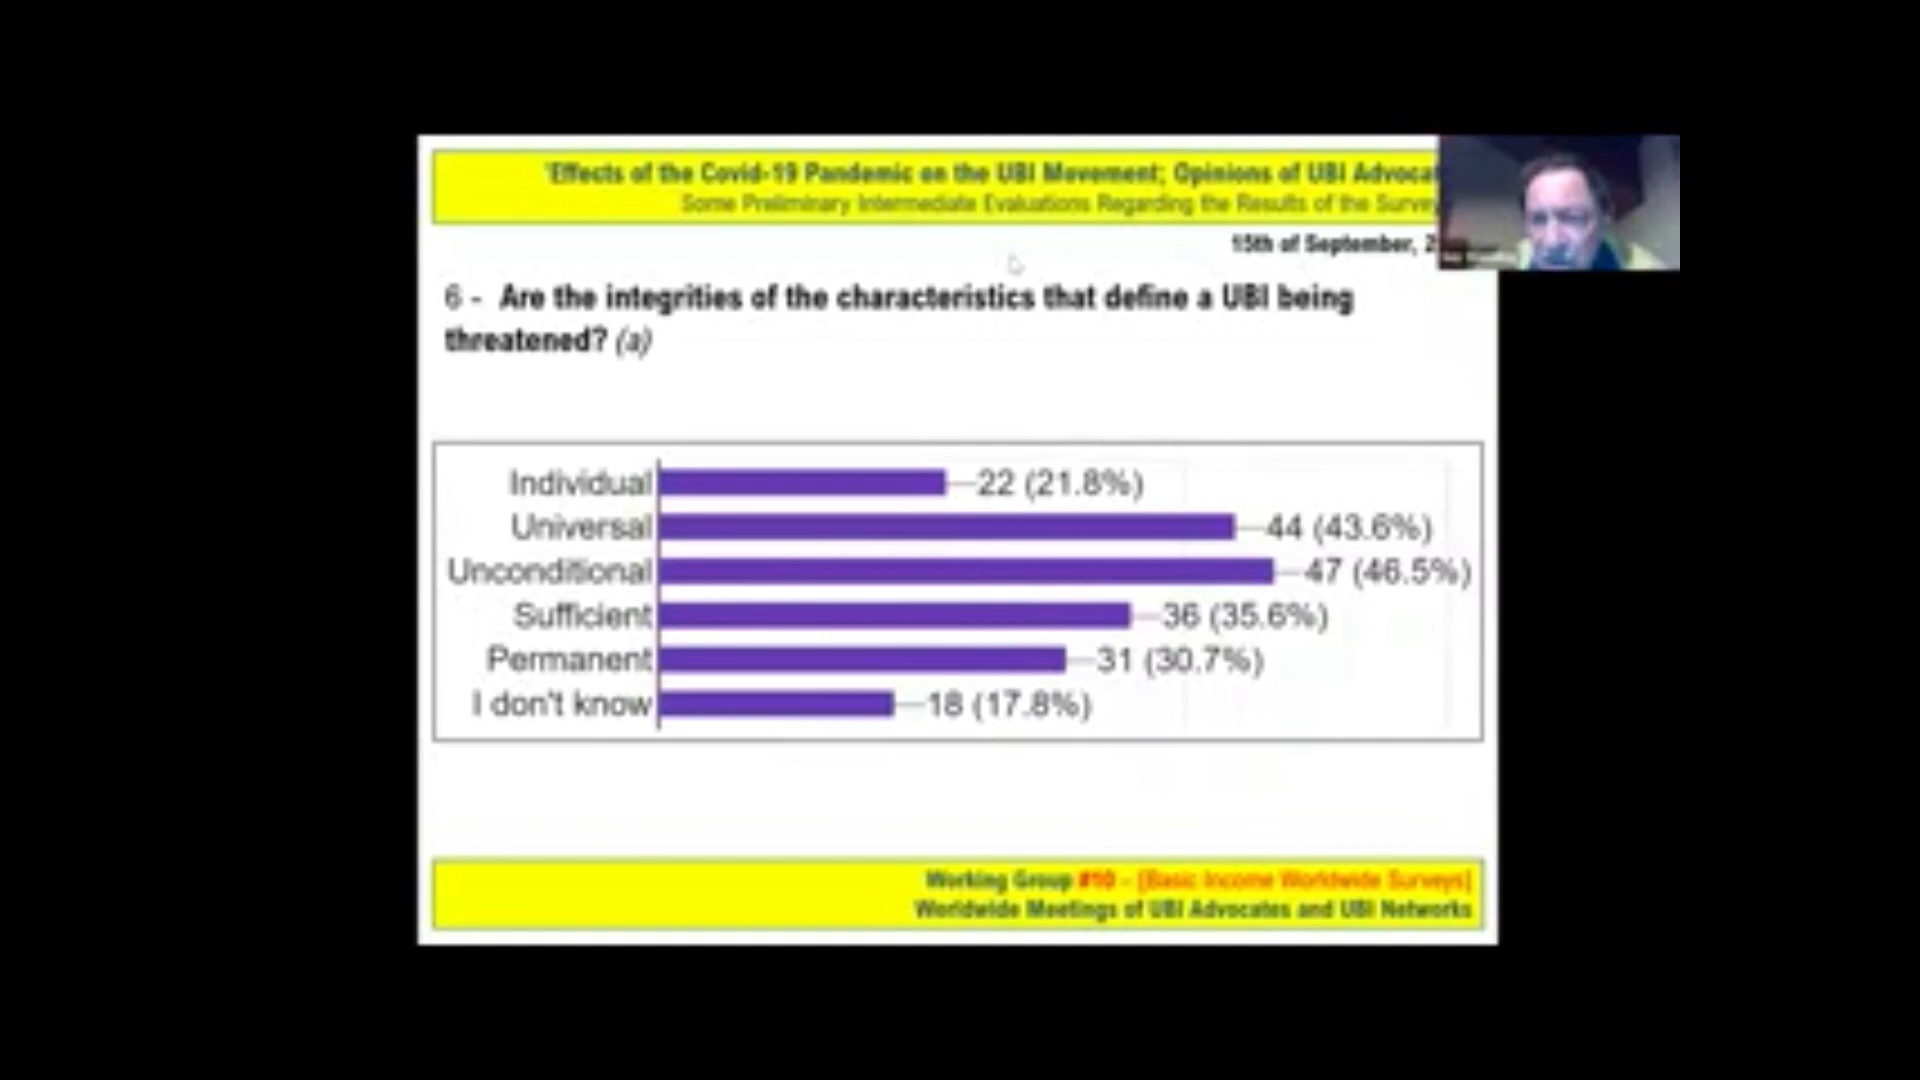 'Effects of the Covid-19 Pandemic on the UBI Movement; Opinions of UBI
Some Preliminary Intermediate Evaluations Regarding the Results of the
15th of September,
6 - Are the integrities of the characteristics that define a UBI being
threatened? (a)
Individual 22 (21.8%)
Universal 44 (43.6%)
Unconditional 47 (46.5%)
Sufficient 36 (35.6%)
Permanent 31 (30.7%)
I don't know 18 (17.8%)
Working Group #10 - [Basic Income Worldwide Surveys]
Worldwide Meetings of UBI Advocates and UBI Networks